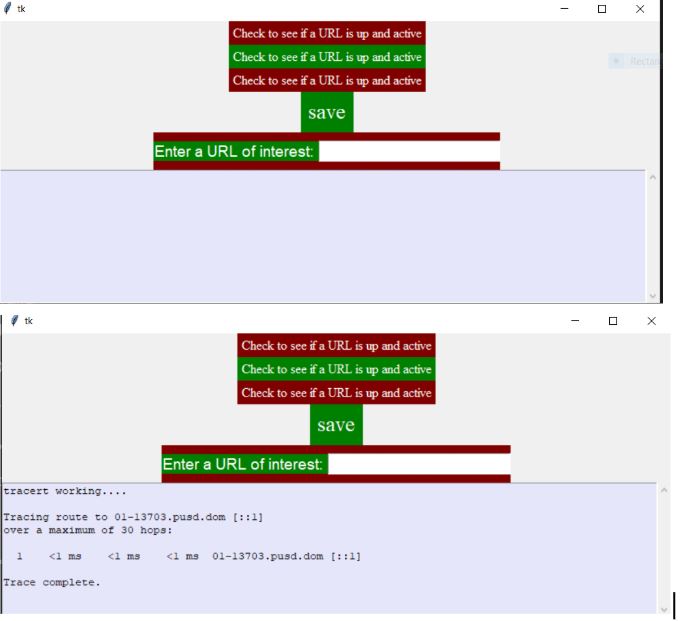 tk
Check to see if a URL is up and active
Rectan
Check to see if a URL is up and active
Check to see if a URL is up and active
save
Enter a URL of interest:
tk
Check to see if a URL is up and active
Check to see if a URL is up and active
Check to see if a URL is up and active
save
Enter a URL of interest:
tracert working....
Tracing route to 01-13703.pusd.dom [::1]
over a maximum of 30 hops:
1 <1 ms <1 ms <1 ms 01-13703.pusd.dom [::1]
Trace complete.